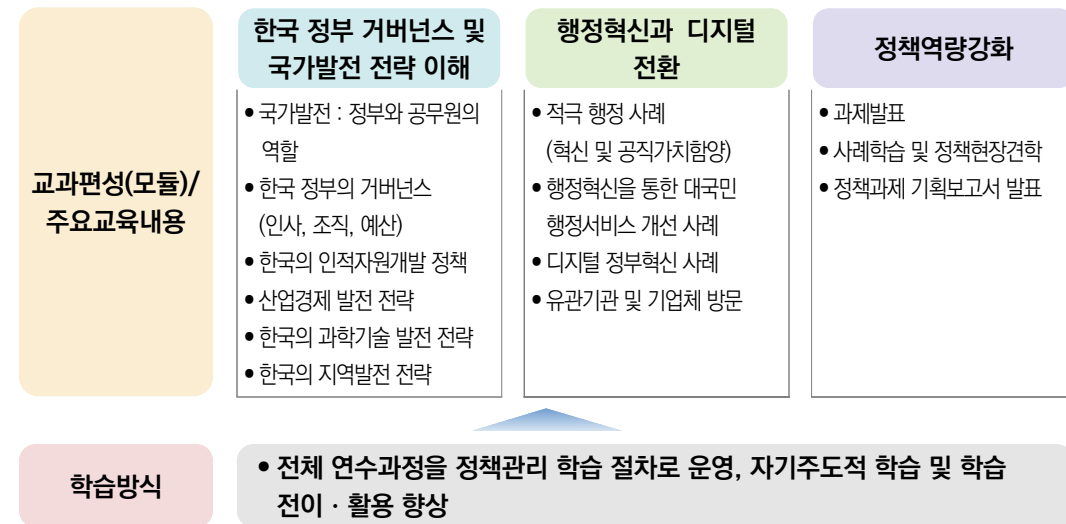 한국 정부 거버넌스 및
국가발전 전략 이해
행정혁신과 디지털
전환
정책역량강화
교과편성(모듈)/
주요교육내용
• 국가발전 : 정부와 공무원의
역할
• 한국 정부의 거버넌스
(인사, 조직, 예산)
• 한국의 인적자원개발 정책
• 산업경제 발전 전략
• 한국의 과학기술 발전 전략
• 한국의 지역발전 전략
• 적극 행정 사례
(혁신 및 공직가치함양)
• 행정혁신을 통한 대국민
행정서비스 개선 사례
• 디지털 정부혁신 사례
• 유관기관 및 기업체 방문
• 과제발표
• 사례학습 및 정책현장견학
• 정책과제 기획보고서 발표
학습방식
• 전체 연수과정을 정책관리 학습 절차로 운영, 자기주도적 학습 및 학습
전이 · 활용 향상